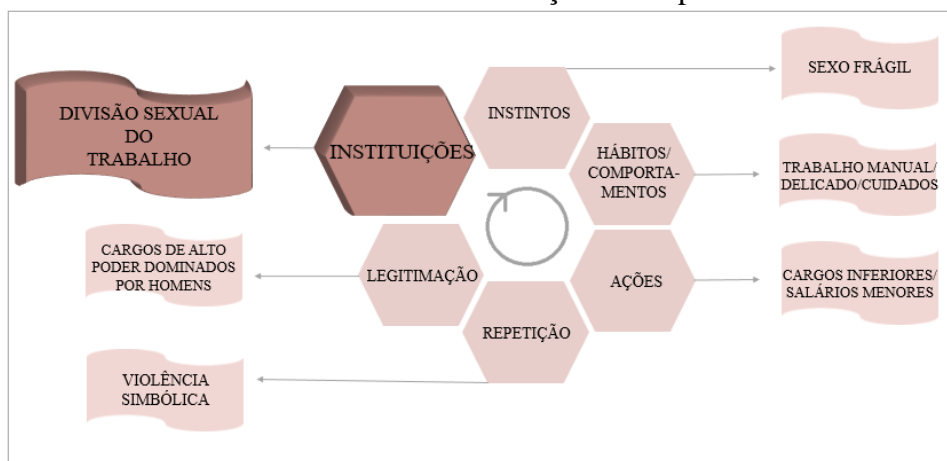 DIVISÃO SEXUAL
DO
TRABALHO
INSTITUIÇÕES
INSTINTOS
SEXO FRÁGIL
HÁBITOS/
COMPORTA-
MENTOS
TRABALHO MANUAL/
DELICADO/CUIDADOS
AÇÕES
CARGOS INFERIORES/
SALÁRIOS MENORES
REPETIÇÃO
VIOLÊNCIA
SIMBÓLICA
LEGITIMAÇÃO
CARGOS DE ALTO
PODER DOMINADOS
POR HOMENS